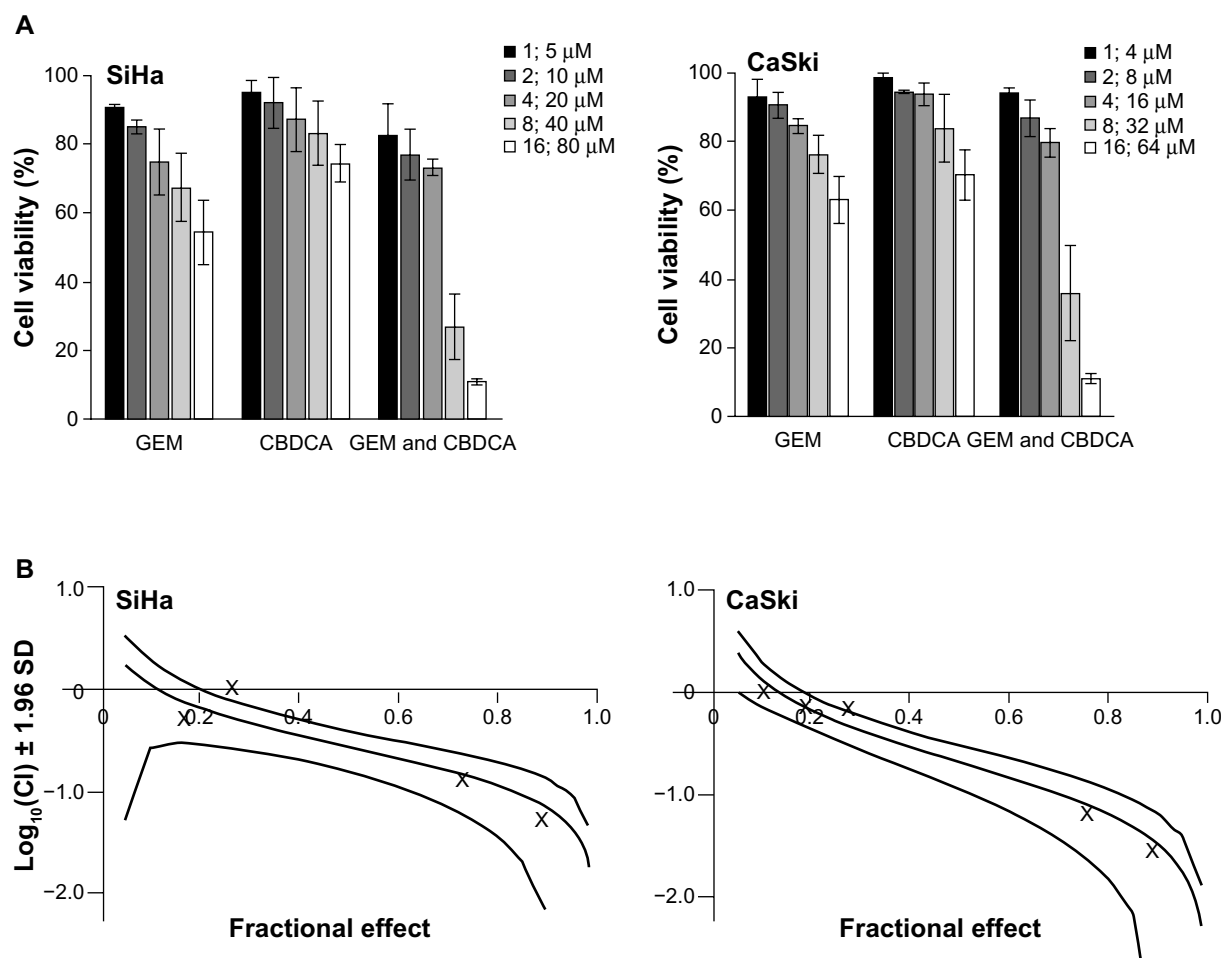 A
SiHa
1; 5 μM
2; 10 μM
4; 20 μM
8; 40 μM
16; 80 μM
Cell viability (%)
100
80
60
40
20
0
GEM
CBDCA
GEM and CBDCA
CaSki
1; 4 μM
2; 8 μM
4; 16 μM
8; 32 μM
16; 64 μM
Cell viability (%)
100
80
60
40
20
0
GEM
CBDCA
GEM and CBDCA
B
SiHa
Log₁₀(CI) ± 1.96 SD
1.0
0
−1.0
−2.0
0
0.2
0.4
0.6
0.8
1.0
X
X
X
X
Fractional effect
CaSki
1.0
0
−1.0
−2.0
0
0.2
0.4
0.6
0.8
1.0
X
X
X
X
X
Fractional effect